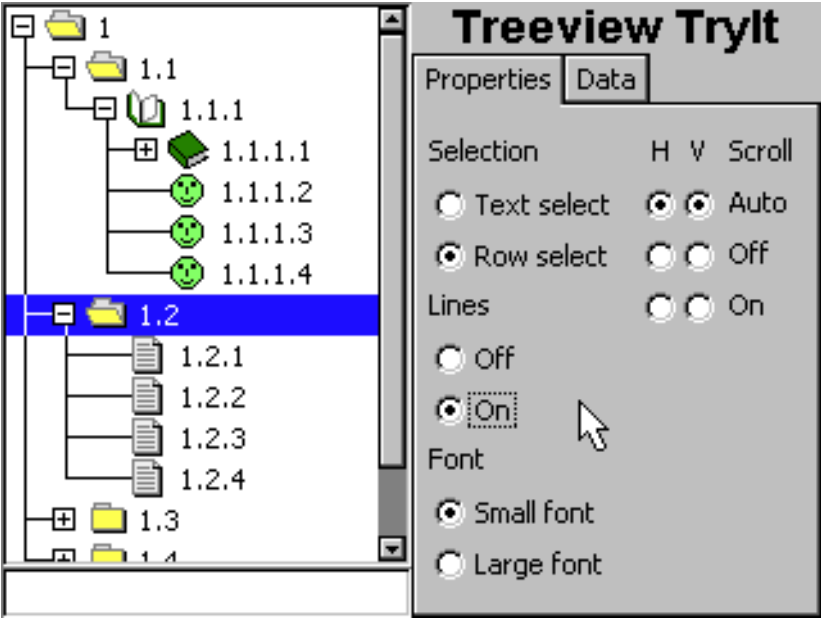 1
1.1
1.1.1
1.1.1.1
1.1.1.2
1.1.1.3
1.1.1.4
1.2
1.2.1
1.2.2
1.2.3
1.2.4
1.3
1.4
Treeview TryIt
Properties Data
Selection H V Scroll
Text select Auto
Row select Off
Lines On
Off
On
Font
Small font
Large font